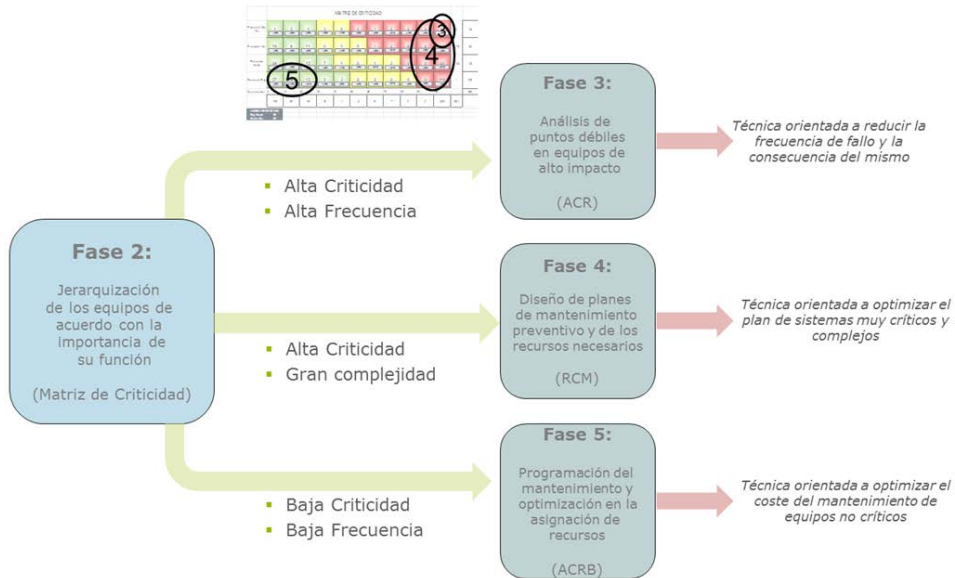 MATRIZ DE CRITICIDAD
3
4
5
Fase 3:
Análisis de
puntos débiles
en equipos de
alto impacto
(ACR)
Técnica orientada a reducir la
frecuencia de fallo y la
consecuencia del mismo
▪ Alta Criticidad
▪ Alta Frecuencia
Fase 2:
Jerarquización
de los equipos de
acuerdo con la
importancia de
su función
(Matriz de Criticidad)
Fase 4:
Diseño de planes
de mantenimiento
preventivo y de los
recursos necesarios
(RCM)
Técnica orientada a optimizar el
plan de sistemas muy críticos y
complejos
▪ Alta Criticidad
▪ Gran complejidad
Fase 5:
Programación del
mantenimiento y
optimización en la
asignación de
recursos
(ACRB)
Técnica orientada a optimizar el
coste del mantenimiento de
equipos no críticos
▪ Baja Criticidad
▪ Baja Frecuencia